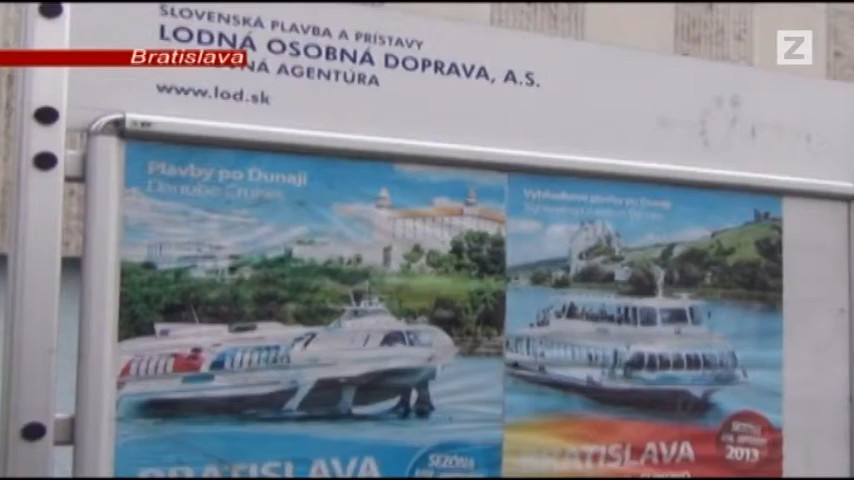 SLOVENSKÁ PLAVBA A PRÍSTAVY
LODNÁ OSOBNÁ DOPRAVA, A.S.
AGENTÚRA
www.lod.sk
Bratislava
Z
Plavby po Dunaji
Danube Cruises
Vyhliadkové plavby po Dunaji
BRATISLAVA
SEZÓNA
BRATISLAVA
2013